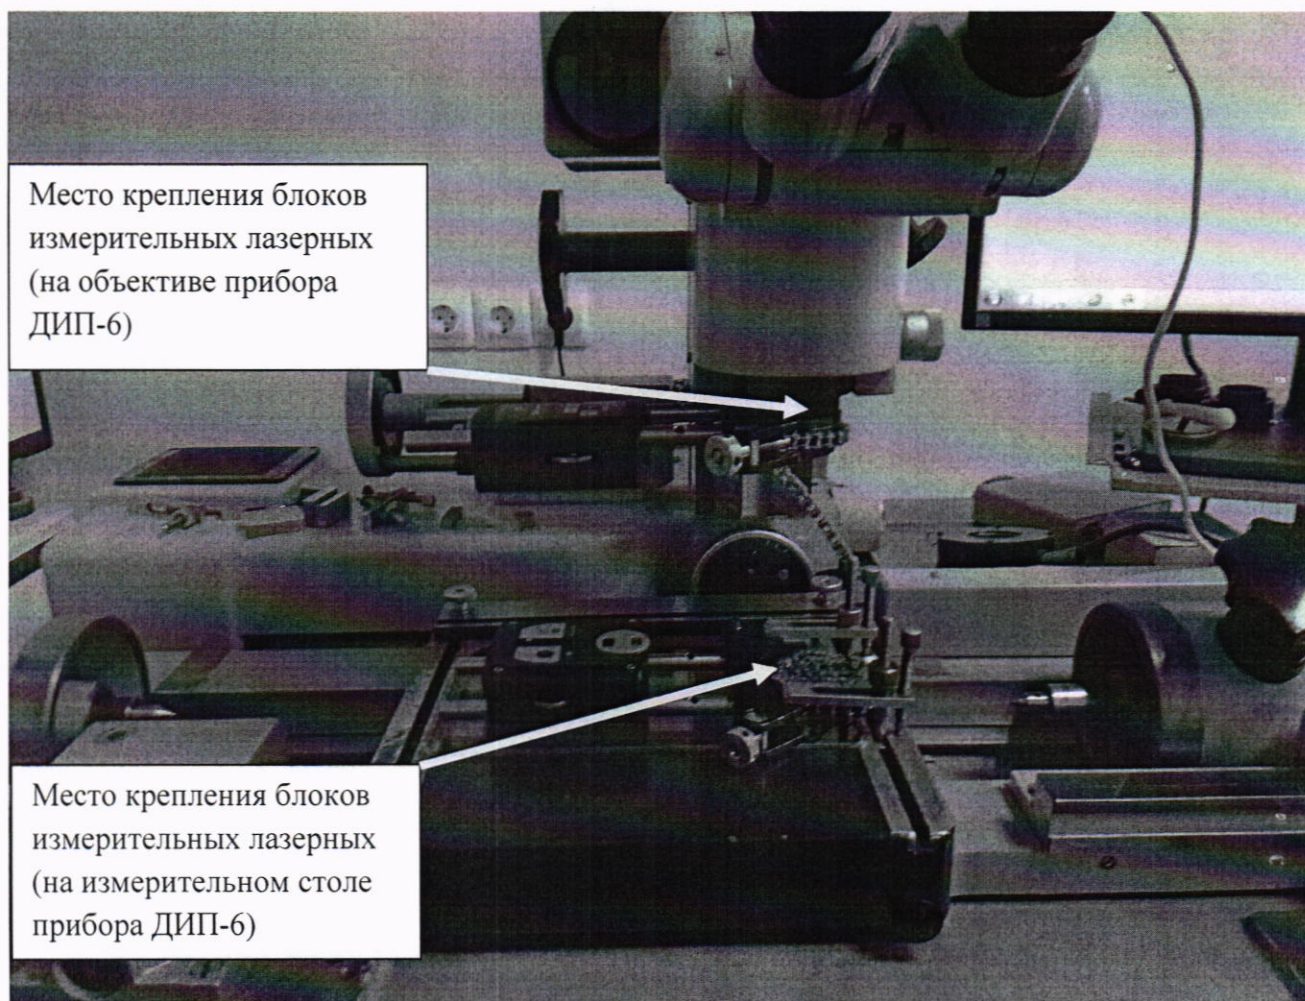 Место крепления блоков
измерительных лазерных
(на объективе прибора
ДИП-6)
Место крепления блоков
измерительных лазерных
(на измерительном столе
прибора ДИП-6)